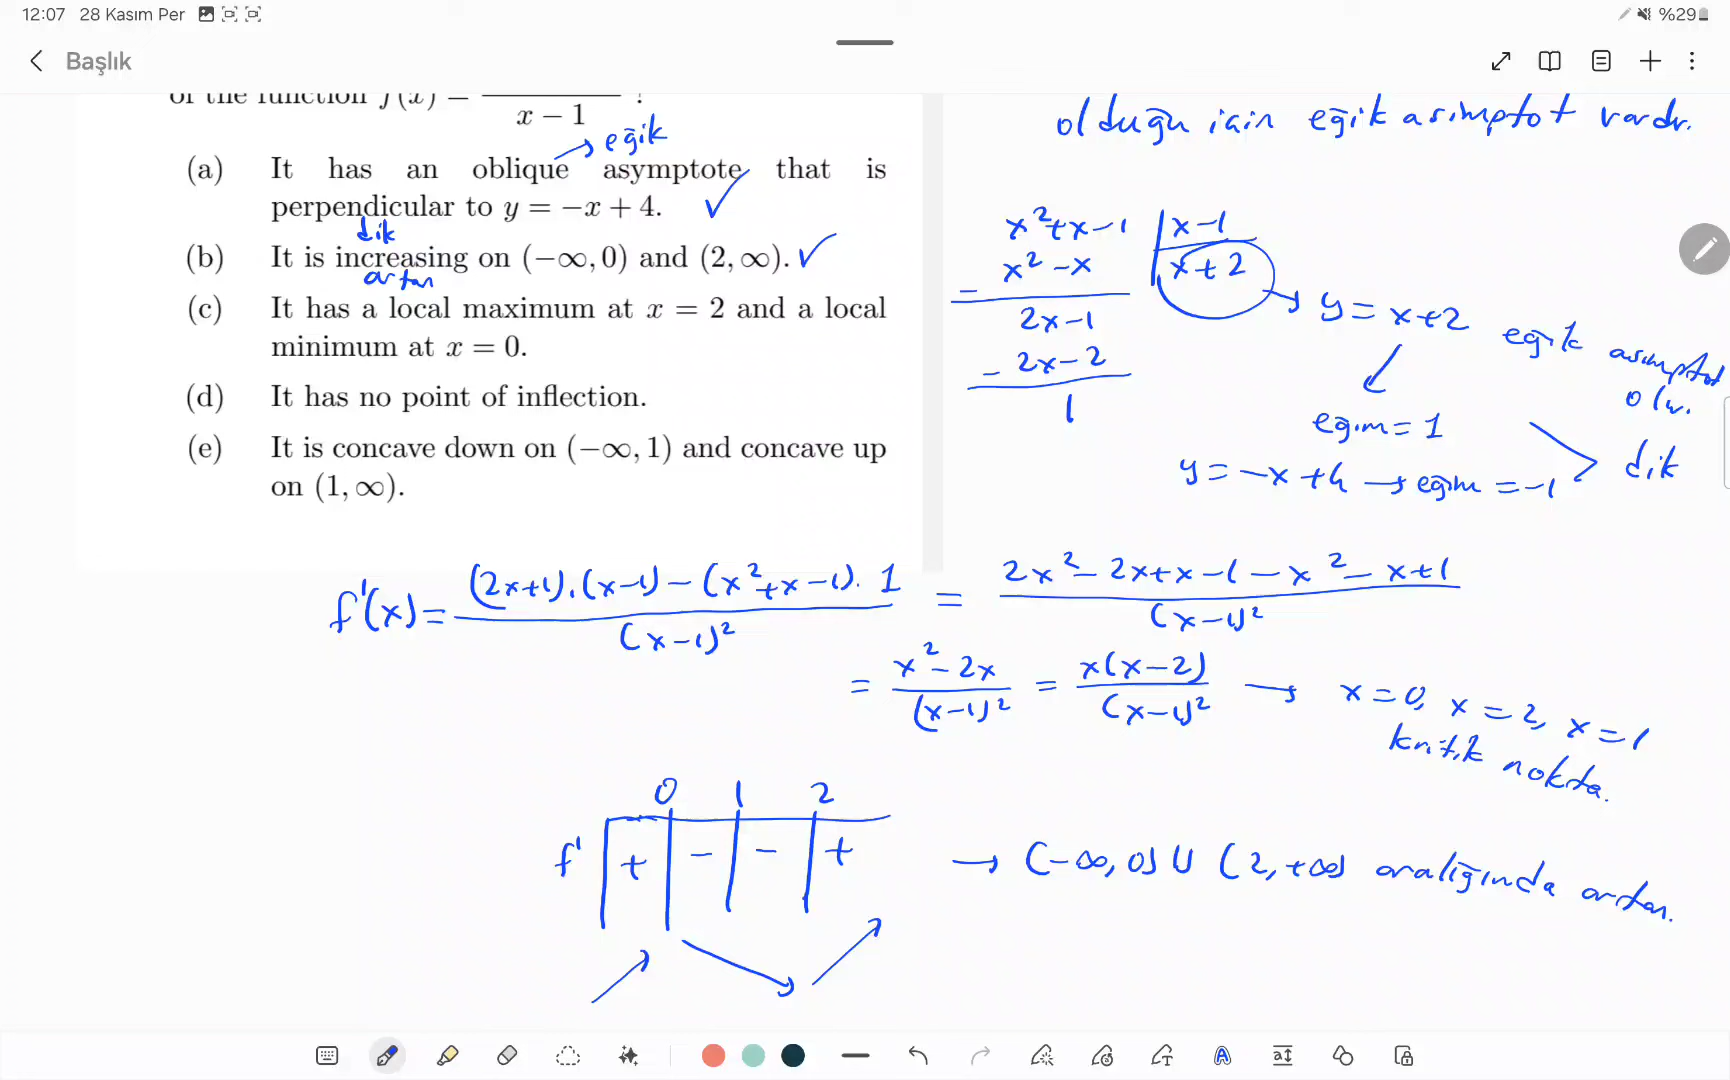 12:07 28 Kasım Per %29
Başlık
of the function f(x) = ?
x − 1
eğik
(a) It has an oblique asymptote that is
perpendicular to y = −x + 4. ✓
dik
(b) It is increasing on (−∞, 0) and (2, ∞). ✓
artan
(c) It has a local maximum at x = 2 and a local
minimum at x = 0.
(d) It has no point of inflection.
(e) It is concave down on (−∞, 1) and concave up
on (1, ∞).
olduğu için eğik asimptot vardır.
x²+x−1 | x−1
x²−x | x+2 → y = x+2 eğik asimptot
olur.
2x−1
− 2x−2
1
eğim = 1
y = −x+4 → eğim = −1
dik
f'(x) = (2x+1).(x−1) − (x²+x−1). 1 / (x−1)² = 2x²−2x+x−1−x²−x+1 / (x−1)²
= x²−2x / (x−1)² = x(x−2) / (x−1)² → x=0, x=2, x=1
kritik nokta.
0 1 2
f' + − − + → (−∞, 0) ∪ (2, +∞) aralığında artan.